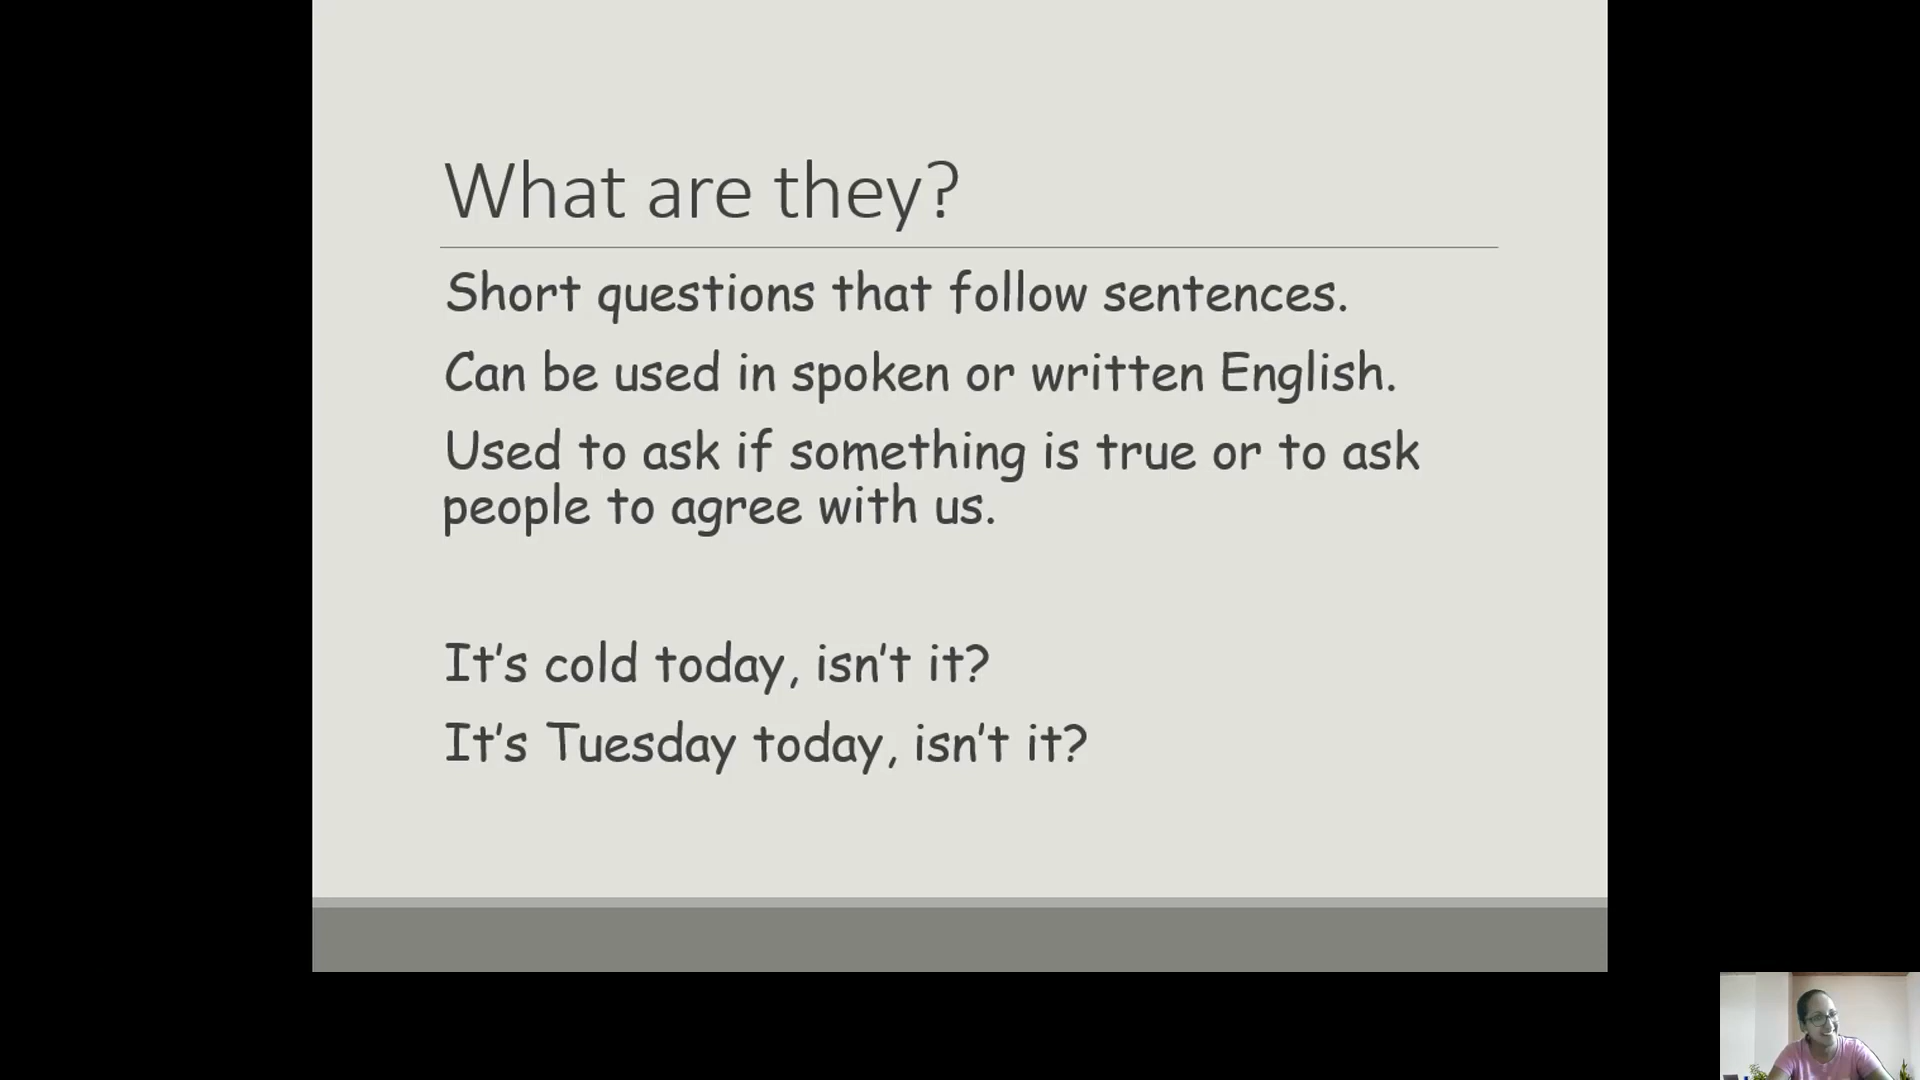 What are they?
Short questions that follow sentences.
Can be used in spoken or written English.
Used to ask if something is true or to ask
people to agree with us.
It's cold today, isn't it?
It's Tuesday today, isn't it?